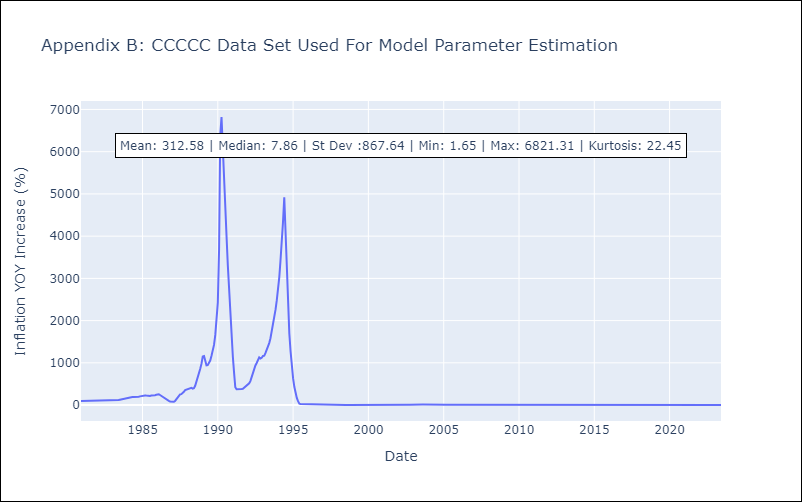 Appendix B: CCCCC Data Set Used For Model Parameter Estimation
Mean: 312.58 | Median: 7.86 | St Dev :867.64 | Min: 1.65 | Max: 6821.31 | Kurtosis: 22.45
Inflation YOY Increase (%)
7000
6000
5000
4000
3000
2000
1000
0
1985 1990 1995 2000 2005 2010 2015 2020
Date